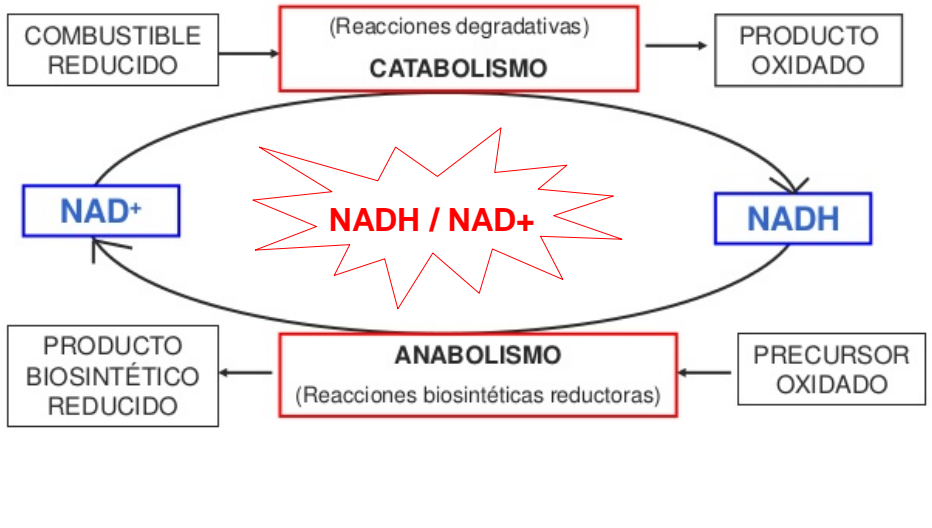 COMBUSTIBLE
REDUCIDO
(Reacciones degradativas)
CATABOLISMO
PRODUCTO
OXIDADO
NAD⁺
NADH / NAD+
NADH
PRODUCTO
BIOSINTÉTICO
REDUCIDO
ANABOLISMO
(Reacciones biosintéticas reductoras)
PRECURSOR
OXIDADO